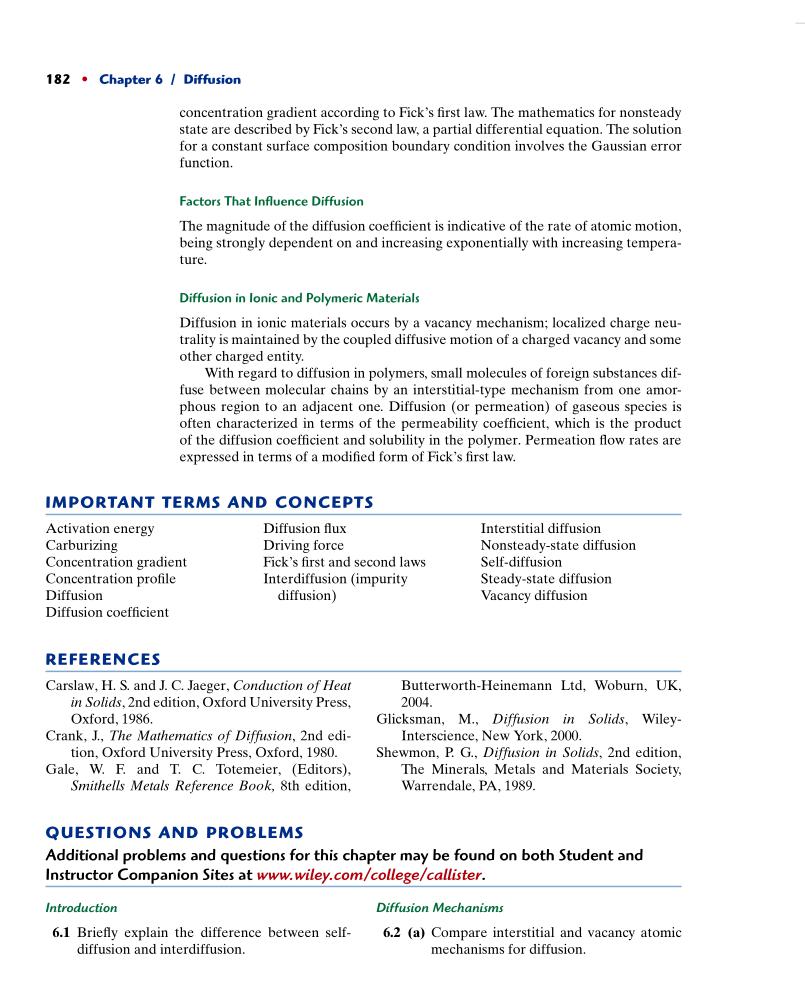 182 • Chapter 6 / Diffusion
concentration gradient according to Fick's first law. The mathematics for nonsteady
state are described by Fick's second law, a partial differential equation. The solution
for a constant surface composition boundary condition involves the Gaussian error
function.
Factors That Influence Diffusion
The magnitude of the diffusion coefficient is indicative of the rate of atomic motion,
being strongly dependent on and increasing exponentially with increasing tempera-
ture.
Diffusion in Ionic and Polymeric Materials
Diffusion in ionic materials occurs by a vacancy mechanism; localized charge neu-
trality is maintained by the coupled diffusive motion of a charged vacancy and some
other charged entity.
With regard to diffusion in polymers, small molecules of foreign substances dif-
fuse between molecular chains by an interstitial-type mechanism from one amor-
phous region to an adjacent one. Diffusion (or permeation) of gaseous species is
often characterized in terms of the permeability coefficient, which is the product
of the diffusion coefficient and solubility in the polymer. Permeation flow rates are
expressed in terms of a modified form of Fick's first law.
IMPORTANT TERMS AND CONCEPTS
Activation energy
Carburizing
Concentration gradient
Concentration profile
Diffusion
Diffusion coefficient
Diffusion flux
Driving force
Fick's first and second laws
Interdiffusion (impurity
diffusion)
Interstitial diffusion
Nonsteady-state diffusion
Self-diffusion
Steady-state diffusion
Vacancy diffusion
REFERENCES
Carslaw, H. S. and J. C. Jaeger, Conduction of Heat
in Solids, 2nd edition, Oxford University Press,
Oxford, 1986.
Crank, J., The Mathematics of Diffusion, 2nd edi-
tion, Oxford University Press, Oxford, 1980.
Gale, W. F. and T. C. Totemeier, (Editors),
Smithells Metals Reference Book, 8th edition,
Butterworth-Heinemann Ltd, Woburn, UK,
2004.
Glicksman, M., Diffusion in Solids, Wiley-
Interscience, New York, 2000.
Shewmon, P. G., Diffusion in Solids, 2nd edition,
The Minerals, Metals and Materials Society,
Warrendale, PA, 1989.
QUESTIONS AND PROBLEMS
Additional problems and questions for this chapter may be found on both Student and
Instructor Companion Sites at www.wiley.com/college/callister.
Introduction
6.1 Briefly explain the difference between self-
diffusion and interdiffusion.
Diffusion Mechanisms
6.2 (a) Compare interstitial and vacancy atomic
mechanisms for diffusion.